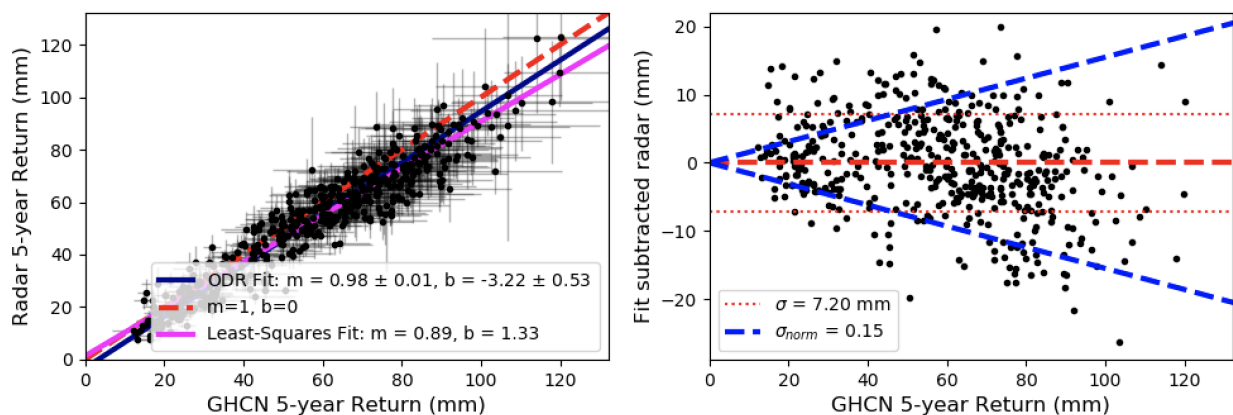 120
100
80
60
40
20
0
Radar 5-year Return (mm)
ODR Fit: m = 0.98 ± 0.01, b = -3.22 ± 0.53
m=1, b=0
Least-Squares Fit: m = 0.89, b = 1.33
0 20 40 60 80 100 120
GHCN 5-year Return (mm)
20
10
0
−10
−20
Fit subtracted radar (mm)
σ = 7.20 mm
σnorm = 0.15
0 20 40 60 80 100 120
GHCN 5-year Return (mm)